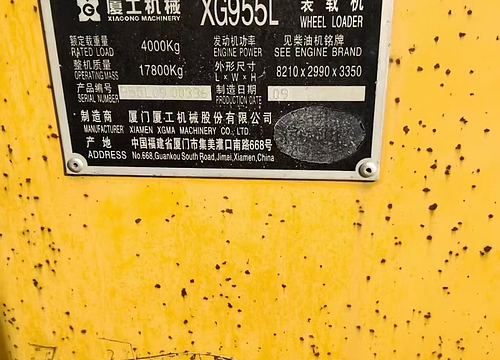 厦工机械 XG955L 装载机
XIAGONG MACHINERY WHEEL LOADER
额定载重量 4000Kg 发动机功率 见柴油机铭牌
RATED LOAD ENGINE POWER SEE ENGINE BRAND
整机质量 17800Kg 外形尺寸 8210×2990×3350
OPERATING MASS L×W×H
产品编号 制造日期 09
SERIAL NUMBER PRODUCTION DATE
制造商 厦门厦工机械股份有限公司
MANUFACTURER XIAMEN XGMA MACHINERY CO., LTD.
产 地 中国福建省厦门市集美灌口南路668号
ADDRESS No.668,Guankou South Road,Jimei,Xiamen,China